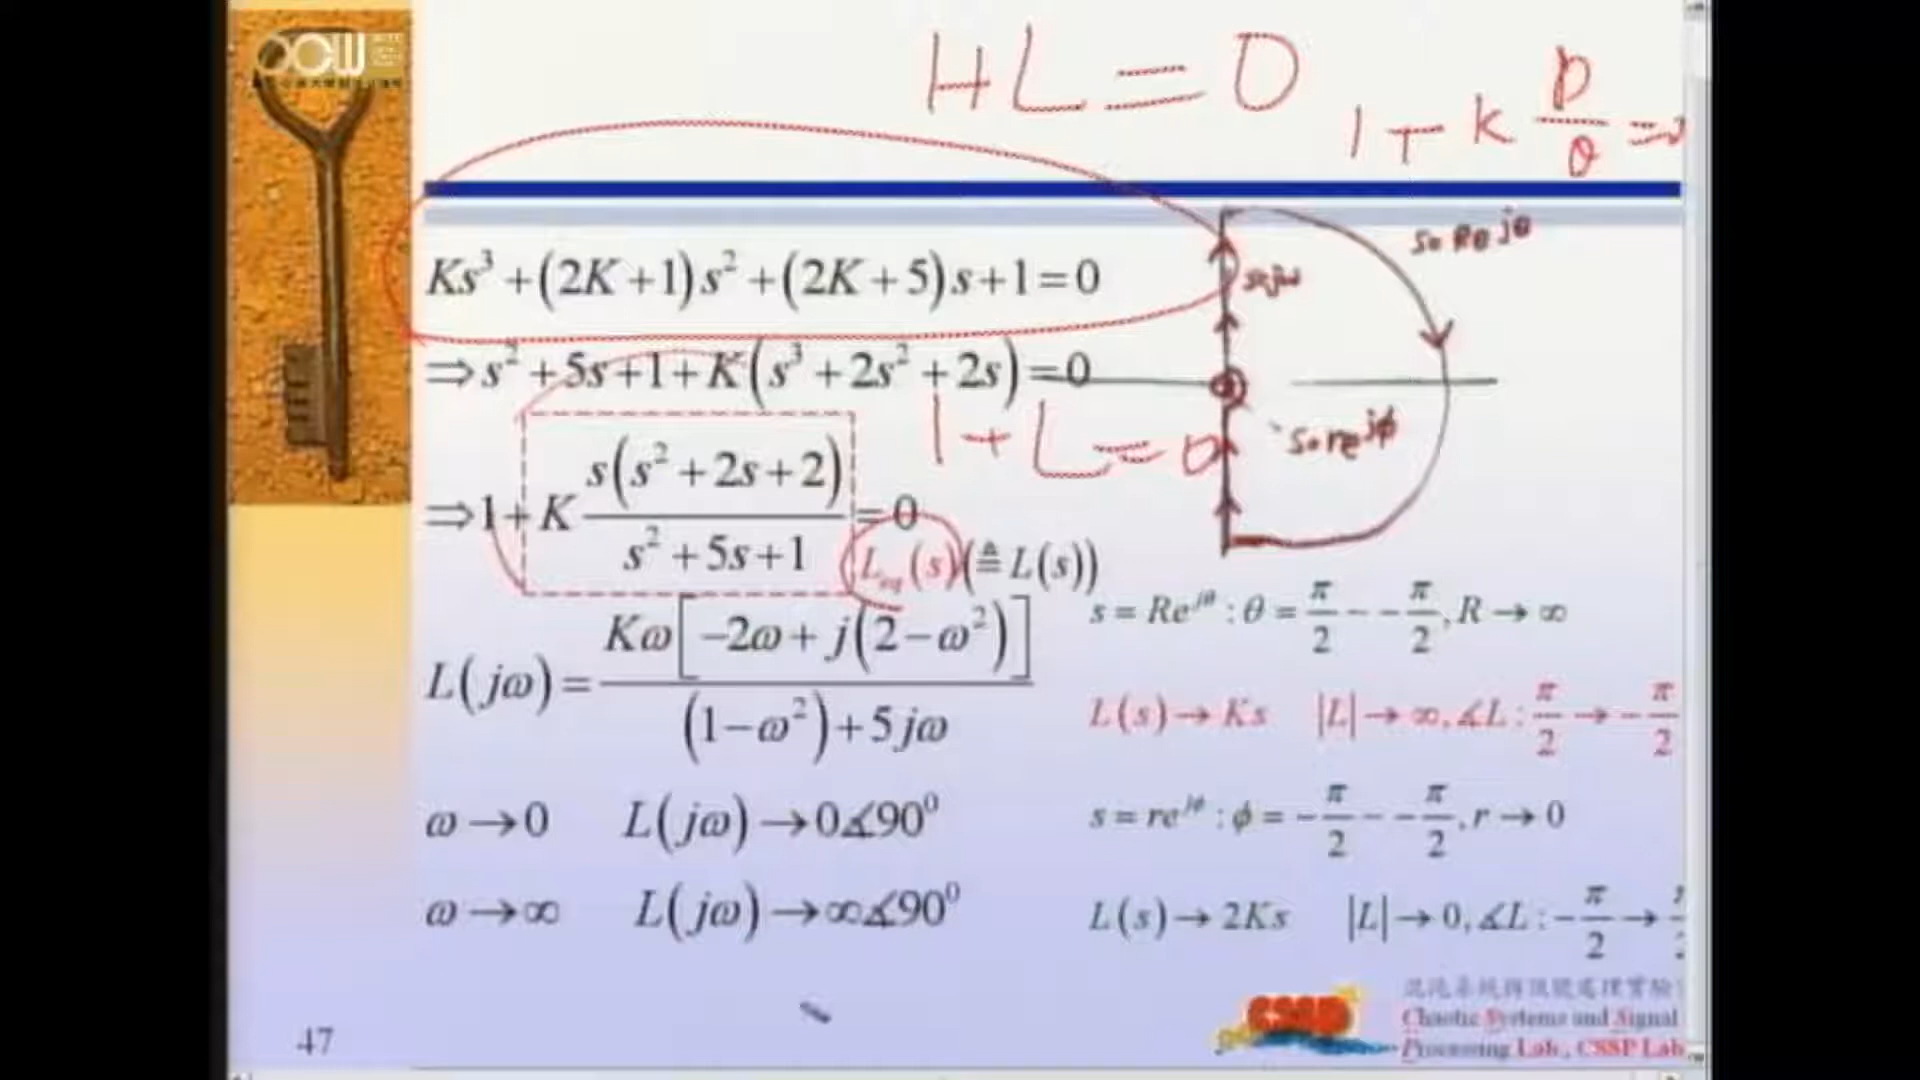 OCW
1+L=0
1+K P/Q =0
Ks³+(2K+1)s²+(2K+5)s+1=0
⇒s²+5s+1+K(s³+2s²+2s)=0
1+L=0
⇒1+K s(s²+2s+2)/(s²+5s+1) =0
L_eq(s)(≜L(s))
L(jω)= Kω[−2ω+j(2−ω²)]/((1−ω²)+5jω)
ω→0 L(jω)→0∡90⁰
ω→∞ L(jω)→∞∡90⁰
s=Re^jθ
s=jω
s=re^jϕ
s=Re^jθ:θ=π/2−−π/2,R→∞
L(s)→Ks |L|→∞,∡L:π/2→−π/2
s=re^jϕ:ϕ=−π/2−−π/2,r→0
L(s)→2Ks |L|→0,∡L:−π/2→
CSSP
Chaotic Systems and Signal
Processing Lab., CSSP Lab
47